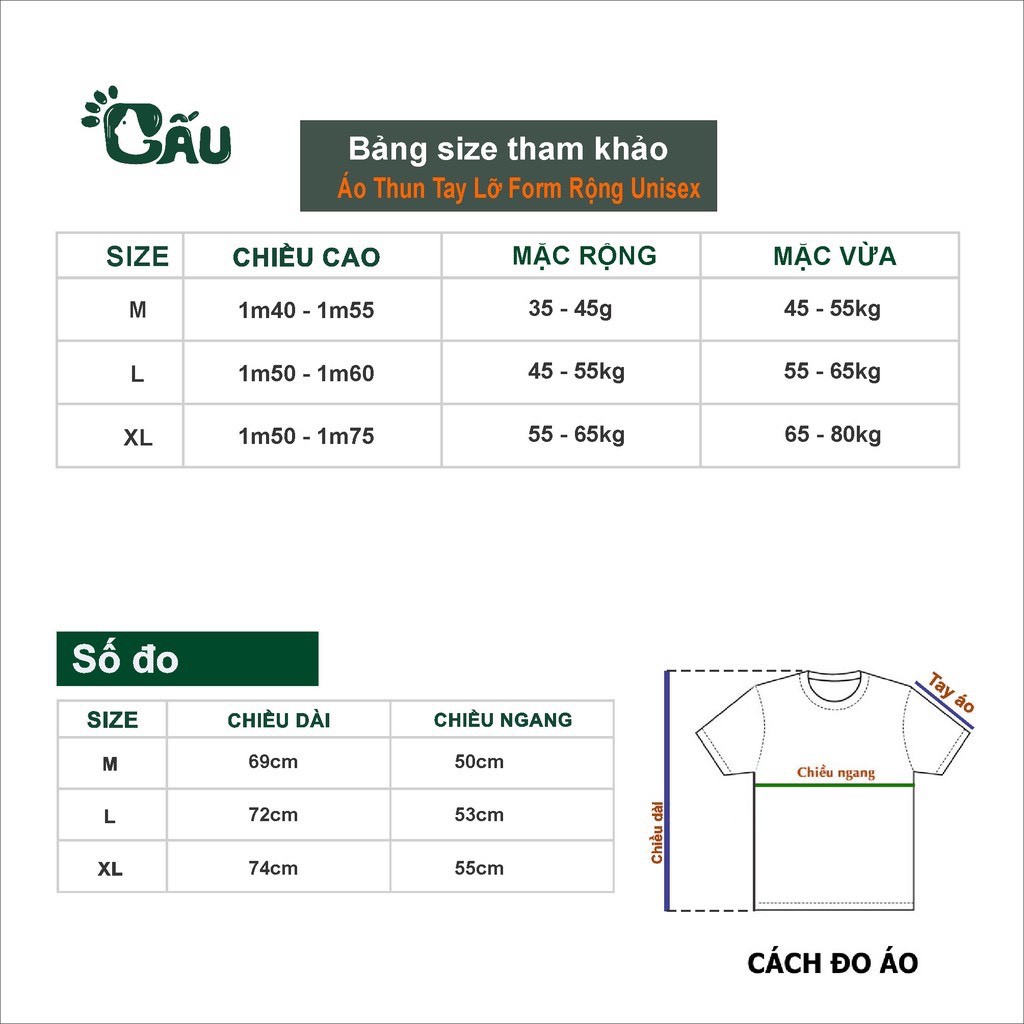 GẤU
Bảng size tham khảo
Áo Thun Tay Lỡ Form Rộng Unisex
SIZE CHIỀU CAO MẶC RỘNG MẶC VỪA
M 1m40 - 1m55 35 - 45g 45 - 55kg
L 1m50 - 1m60 45 - 55kg 55 - 65kg
XL 1m50 - 1m75 55 - 65kg 65 - 80kg
Số đo
SIZE CHIỀU DÀI CHIỀU NGANG
M 69cm 50cm
L 72cm 53cm
XL 74cm 55cm
Tay áo
Chiều ngang
Chiều dài
CÁCH ĐO ÁO